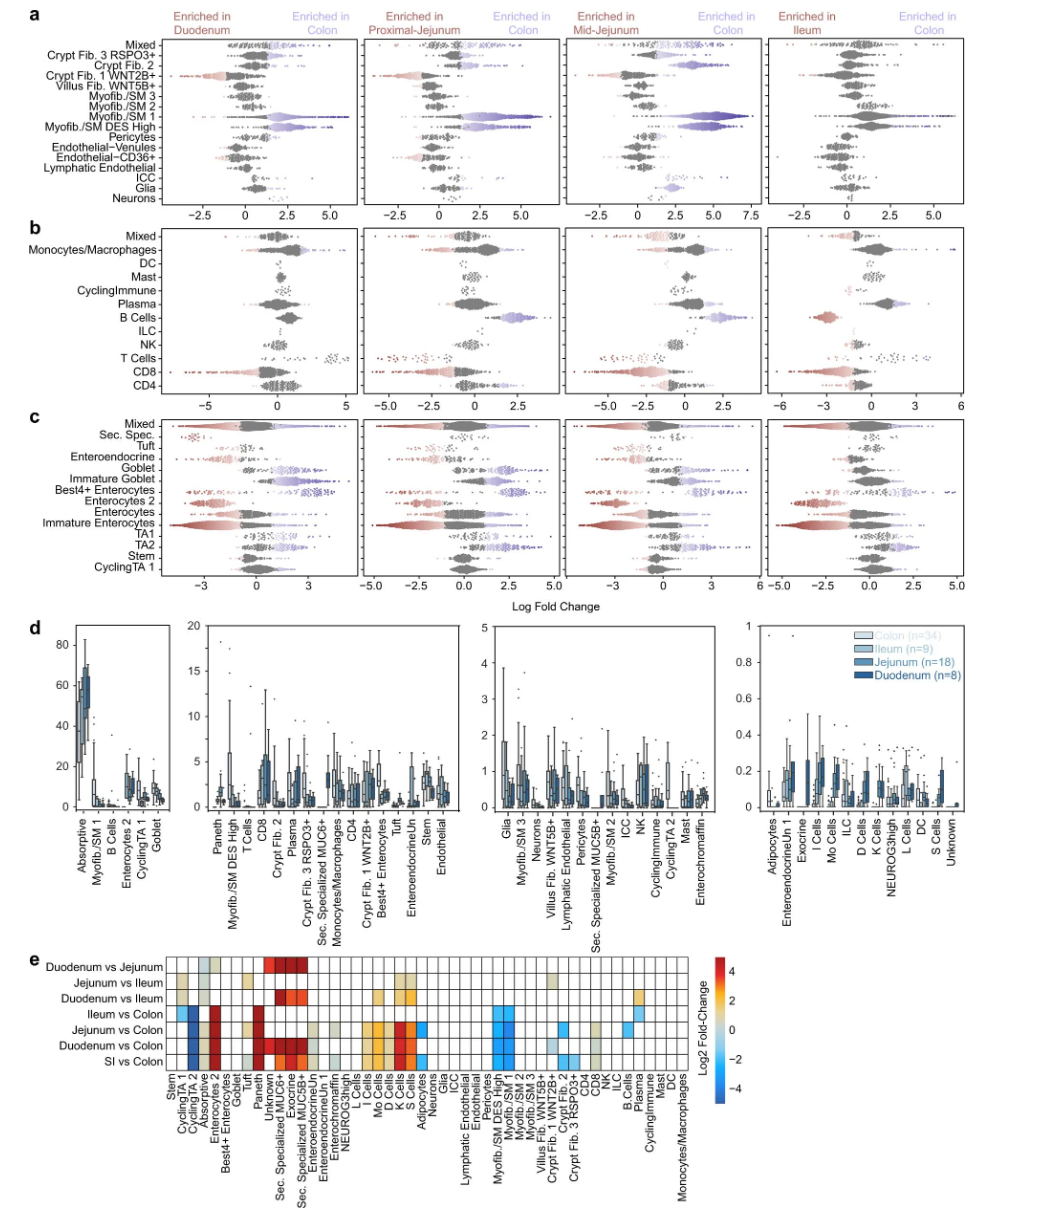 a
Enriched in Duodenum
Enriched in Colon
Enriched in Proximal-Jejunum
Enriched in Colon
Enriched in Mid-Jejunum
Enriched in Colon
Enriched in Ileum
Enriched in Colon
Mixed
Crypt Fib. 3 RSPO3+
Crypt Fib. 2
Crypt Fib. 1 WNT2B+
Villus Fib. WNT5B+
Myofib./SM 3
Myofib./SM 2
Myofib./SM 1
Myofib./SM DES High
Pericytes
Endothelial−Venules
Endothelial−CD36+
Lymphatic Endothelial
ICC
Glia
Neurons
−2.5 0 2.5 5.0
−2.5 0 2.5 5.0
−2.5 0 2.5 5.0 7.5
−2.5 0 2.5 5.0
b
Mixed
Monocytes/Macrophages
DC
Mast
CyclingImmune
Plasma
B Cells
ILC
NK
T Cells
CD8
CD4
−5 0 5
−5.0 −2.5 0 2.5
−5.0 −2.5 0 2.5
−6 −3 0 3 6
c
Mixed
Sec. Spec.
Tuft
Enteroendocrine
Goblet
Immature Goblet
Best4+ Enterocytes
Enterocytes 2
Enterocytes
Immature Enterocytes
TA1
TA2
Stem
CyclingTA 1
−3 0 3
−5.0 −2.5 0.0 2.5 5.0
−3 0 3 6
−5.0 −2.5 0.0 2.5 5.0
Log Fold Change
d
80
60
40
20
0
Absorptive
Myofib./SM 1
B Cells
Enterocytes 2
CyclingTA 1
Goblet
20
15
10
5
0
Paneth
Myofib./SM DES High
T Cells
CD8
Crypt Fib. 2
Plasma
Crypt Fib. 3 RSPO3+
Sec. Specialized MUC6+
Monocytes/Macrophages
CD4
Crypt Fib. 1 WNT2B+
Best4+ Enterocytes
Tuft
EnteroendocrineUn
Stem
Endothelial
5
4
3
2
1
0
Glia
Myofib./SM 3
Neurons
Villus Fib. WNT5B+
Lymphatic Endothelial
Pericytes
Sec. Specialized MUC5B+
Myofib./SM 2
ICC
NK
CyclingImmune
CyclingTA 2
Mast
Enterochromaffin
1
0.8
0.6
0.4
0.2
0
Colon (n=34)
Ileum (n=9)
Jejunum (n=18)
Duodenum (n=8)
Adipocytes
EnteroendocrineUn 1
Exocrine
I Cells
Mo Cells
ILC
D Cells
K Cells
NEUROG3high
L Cells
DC
S Cells
Unknown
e
Duodenum vs Jejunum
Jejunum vs Ileum
Duodenum vs Ileum
Ileum vs Colon
Jejunum vs Colon
Duodenum vs Colon
SI vs Colon
Stem
CyclingTA 1
CyclingTA 2
Absorptive
Enterocytes 2
Best4+ Enterocytes
Goblet
Tuft
Paneth
Unknown
Sec. Specialized MUC6+
Exocrine
Sec. Specialized MUC5B+
EnteroendocrineUn
EnteroendocrineUn 1
Enterochromaffin
NEUROG3high
L Cells
I Cells
Mo Cells
D Cells
K Cells
S Cells
Adipocytes
Neurons
Glia
ICC
Lymphatic Endothelial
Endothelial
Pericytes
Myofib./SM DES High
Myofib./SM 1
Myofib./SM 2
Myofib./SM 3
Villus Fib. WNT5B+
Crypt Fib. 1 WNT2B+
Crypt Fib. 2
Crypt Fib. 3 RSPO3+
CD4
CD8
NK
ILC
B Cells
Plasma
CyclingImmune
Mast
DC
Monocytes/Macrophages
4
2
0
−2
−4
Log2 Fold-Change